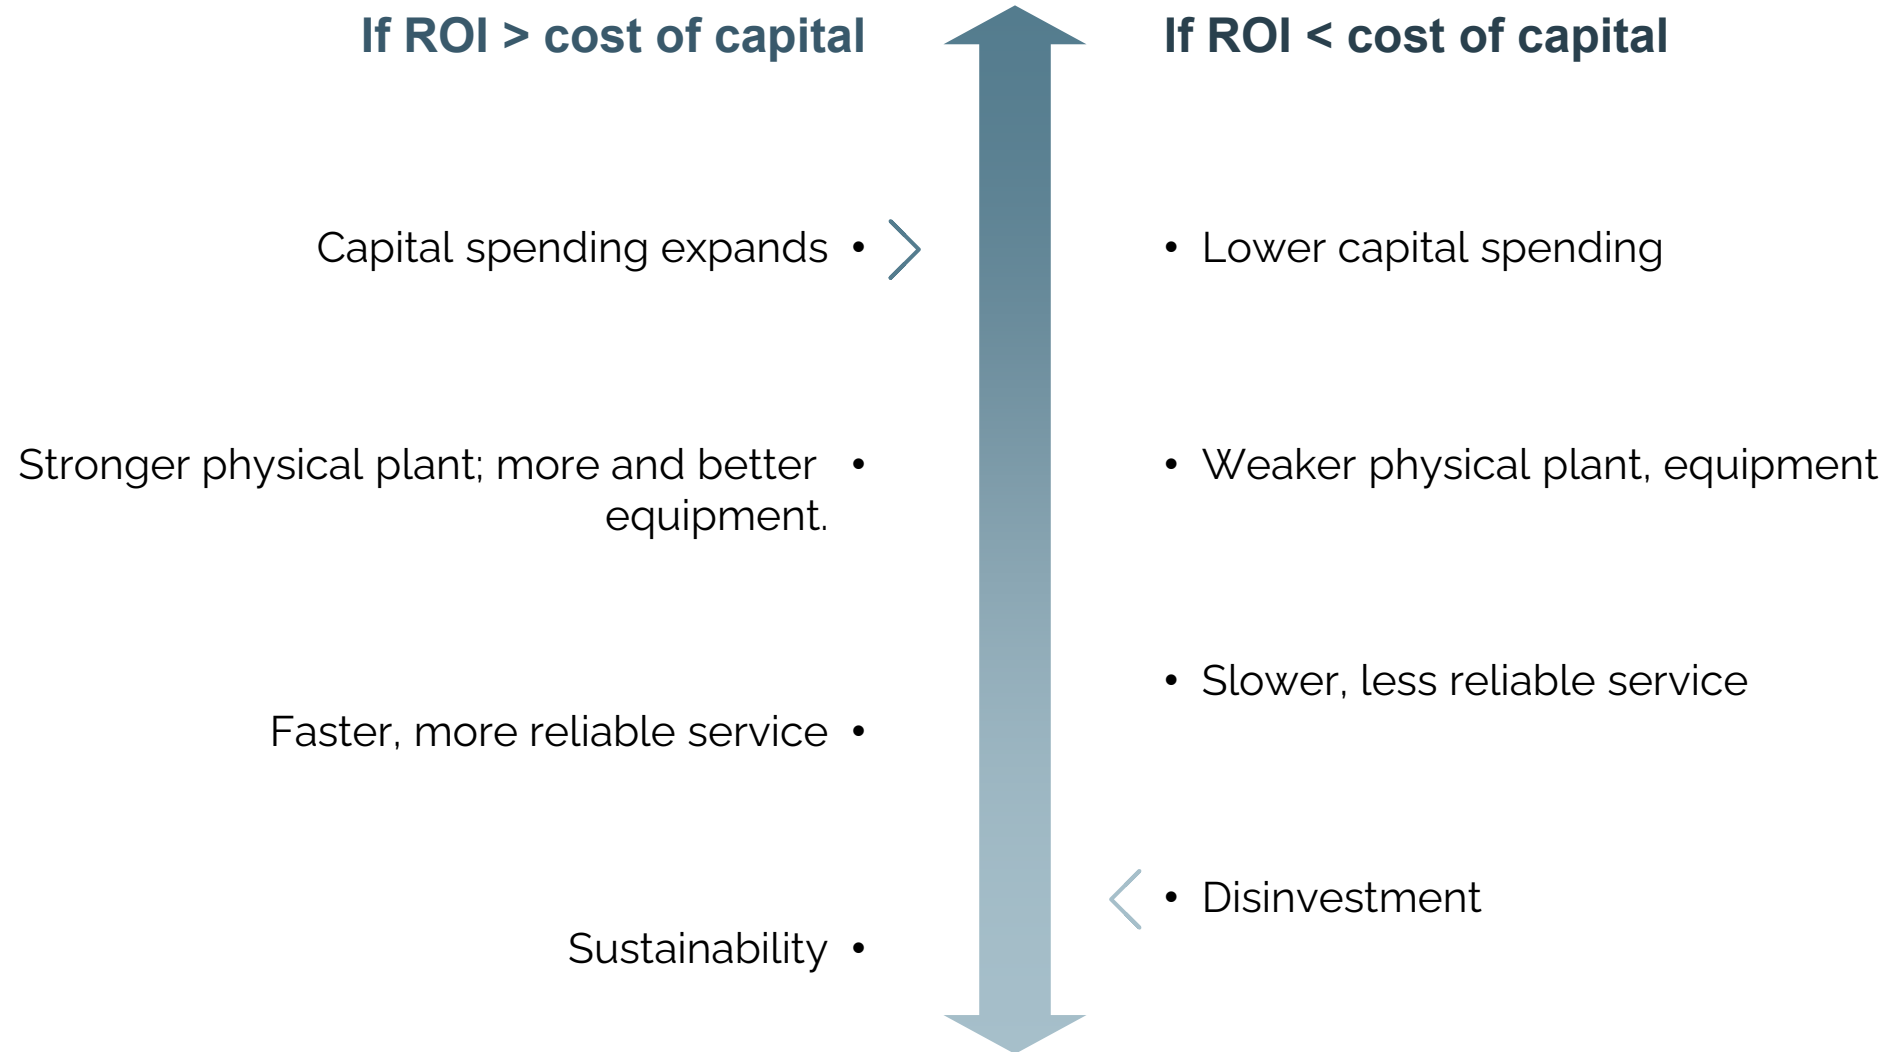 If ROI > cost of capital
• Capital spending expands
• Stronger physical plant; more and better
equipment.
• Faster, more reliable service
• Sustainability
If ROI < cost of capital
• Lower capital spending
• Weaker physical plant, equipment
• Slower, less reliable service
• Disinvestment